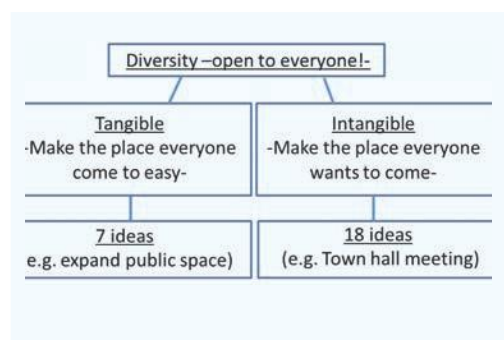 Diversity –open to everyone!-
Tangible
-Make the place everyone
come to easy-
Intangible
-Make the place everyone
wants to come-
7 ideas
(e.g. expand public space)
18 ideas
(e.g. Town hall meeting)